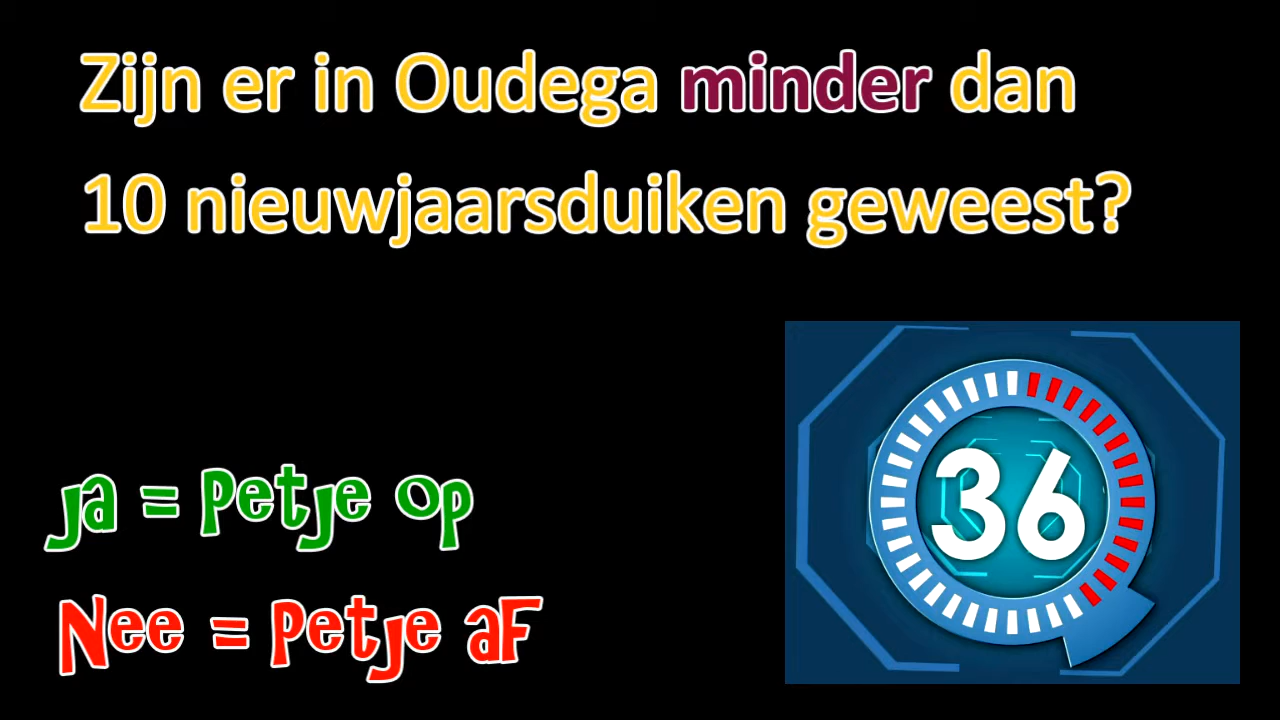 Zijn er in Oudega minder dan
10 nieuwjaarsduiken geweest?
36
Ja = Petje op
Nee = Petje af